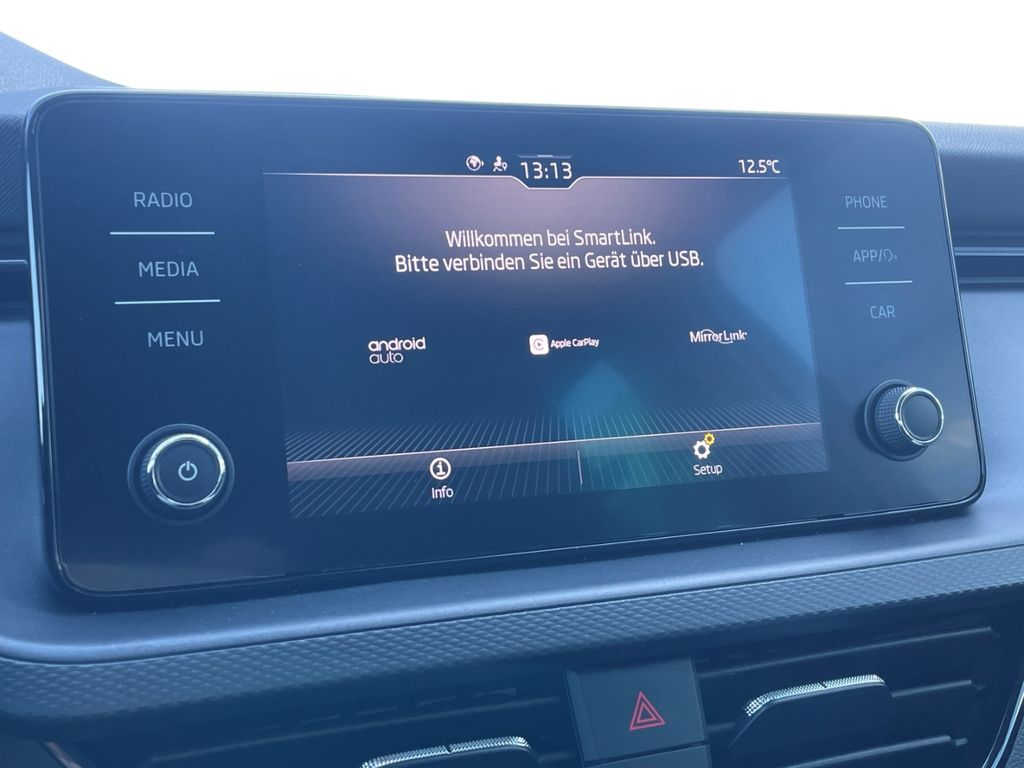 13:13
12.5°C
RADIO
MEDIA
MENU
Willkommen bei SmartLink.
Bitte verbinden Sie ein Gerät über USB.
android
auto
Apple CarPlay
MirrorLink
Info
Setup
PHONE
APP/
CAR